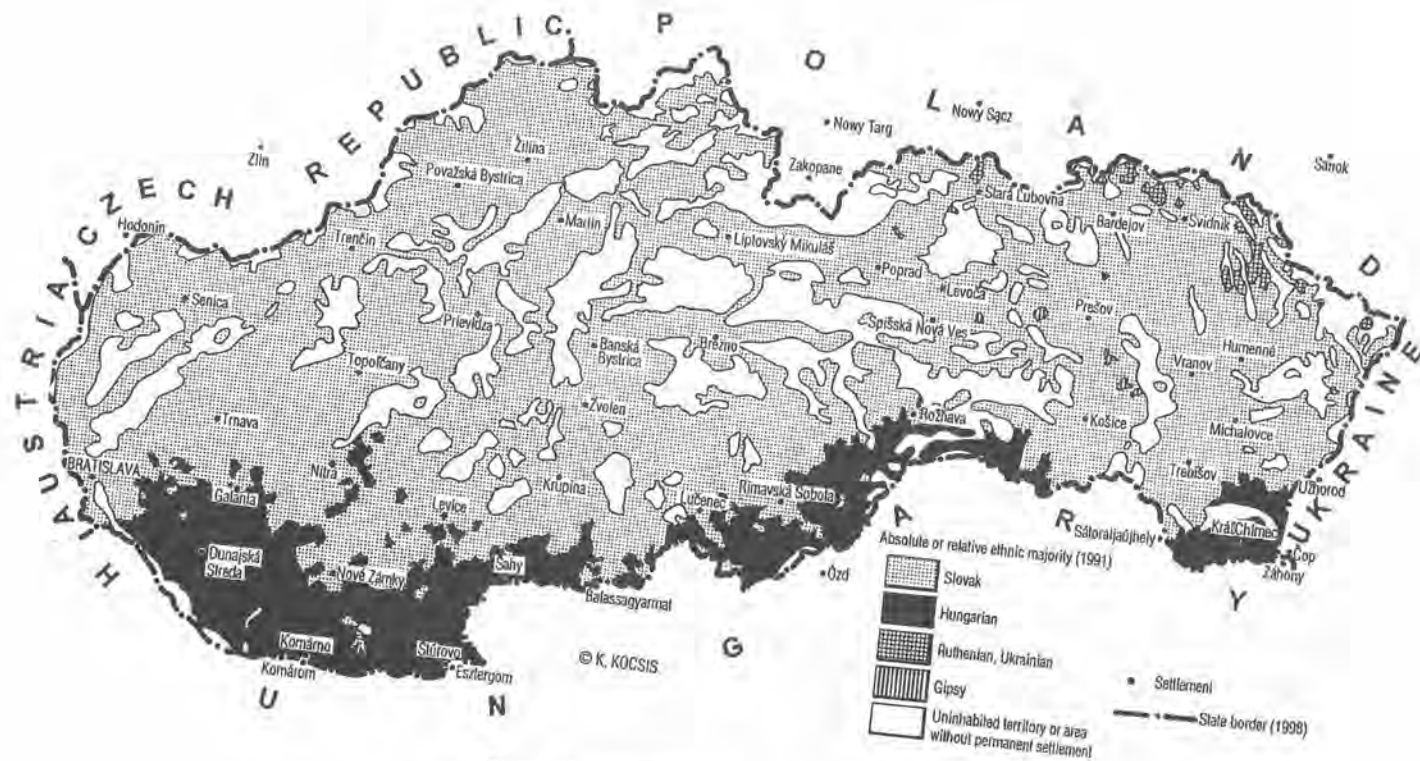 CZECH REPUBLIC
POLAND
UKRAINE
HUNGARY
AUSTRIA
Zlín
Nowy Targ
Nowy Sącz
Sanok
Zakopane
Hodonín
Žilina
Považská Bystrica
Martin
Trenčín
Liptovský Mikuláš
Stará Ľubovňa
Bardejov
Svidník
Poprad
Levoča
Senica
Prievidza
Prešov
Spišská Nová Ves
Banská
Bystrica
Brezno
Humenné
Vranov
Topoľčany
Zvolen
Trnava
Rožňava
Košice
Michalovce
BRATISLAVA
Nitra
Trebišov
Galanta
Krupina
Rimavská Sobota
Užhorod
Levice
Lučenec
Kráľ.Chlmec
Sátoraljaújhely
Dunajská
Streda
Šahy
Čop
Nové Zámky
Záhony
Ózd
Balassagyarmat
Komárno
Štúrovo
Komárom
Esztergom
© K. KOCSIS
Absolute or relative ethnic majority (1991)
Slovak
Hungarian
Ruthenian, Ukrainian
Gipsy
Uninhabited territory or area
without permanent settlement
Settlement
State border (1998)